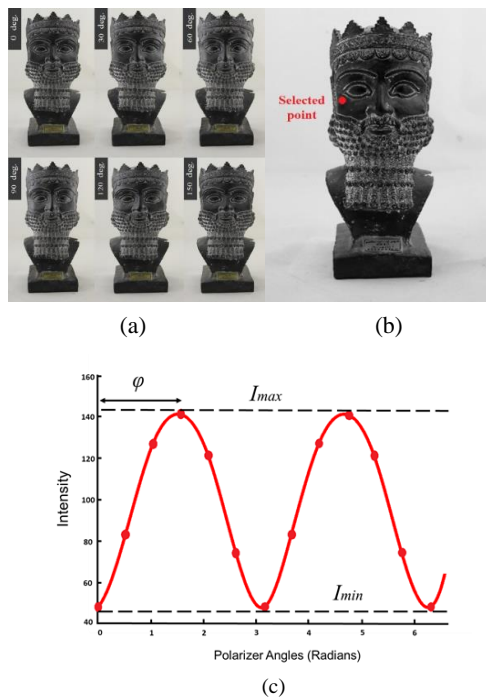 0 deg.
30 deg.
60 deg.
90 deg.
120 deg.
150 deg.
Selected
point
(a)
(b)
160
140
120
100
80
60
40
0
1
2
3
4
5
6
φ
Imax
Imin
Intensity
Polarizer Angles (Radians)
(c)